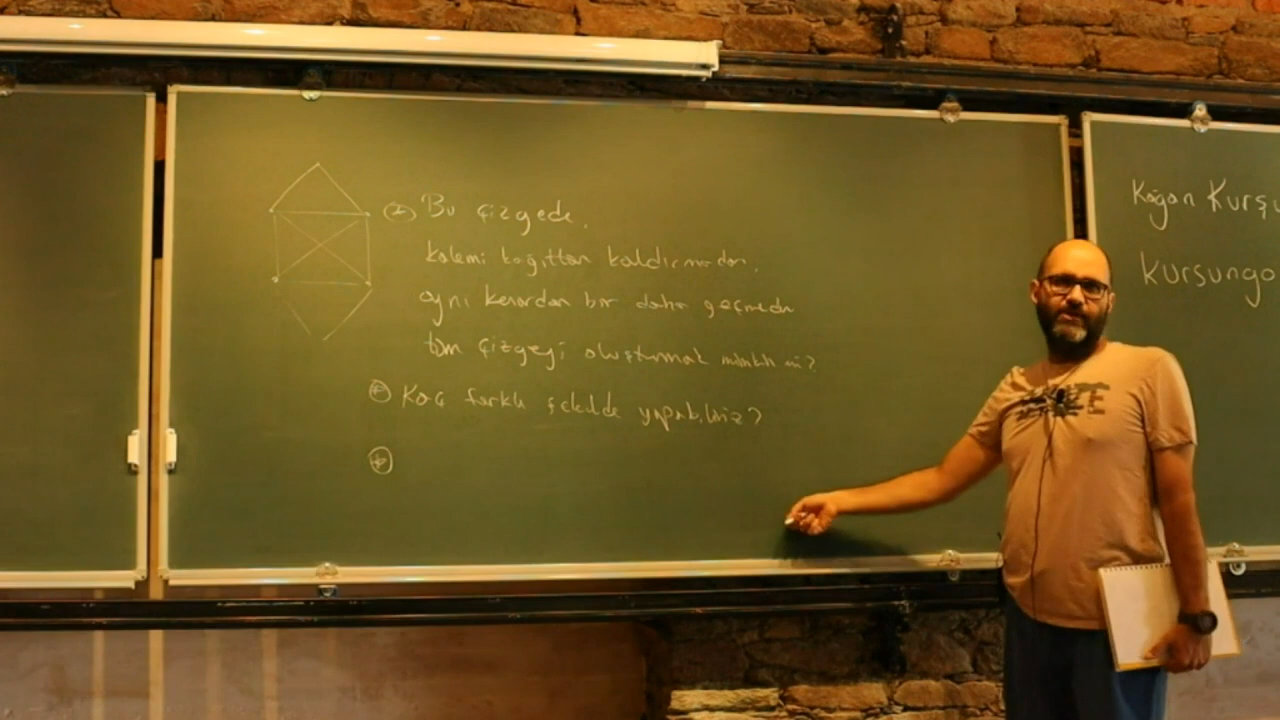 Bu çizgede,
kalemi kağıttan kaldırmadan,
aynı kenardan bir daha geçmeden
tüm çizgeyi oluşturmak mümkün mü?
Kaç farklı şekilde yapabiliriz?
Kağan Kurşu
kursungo